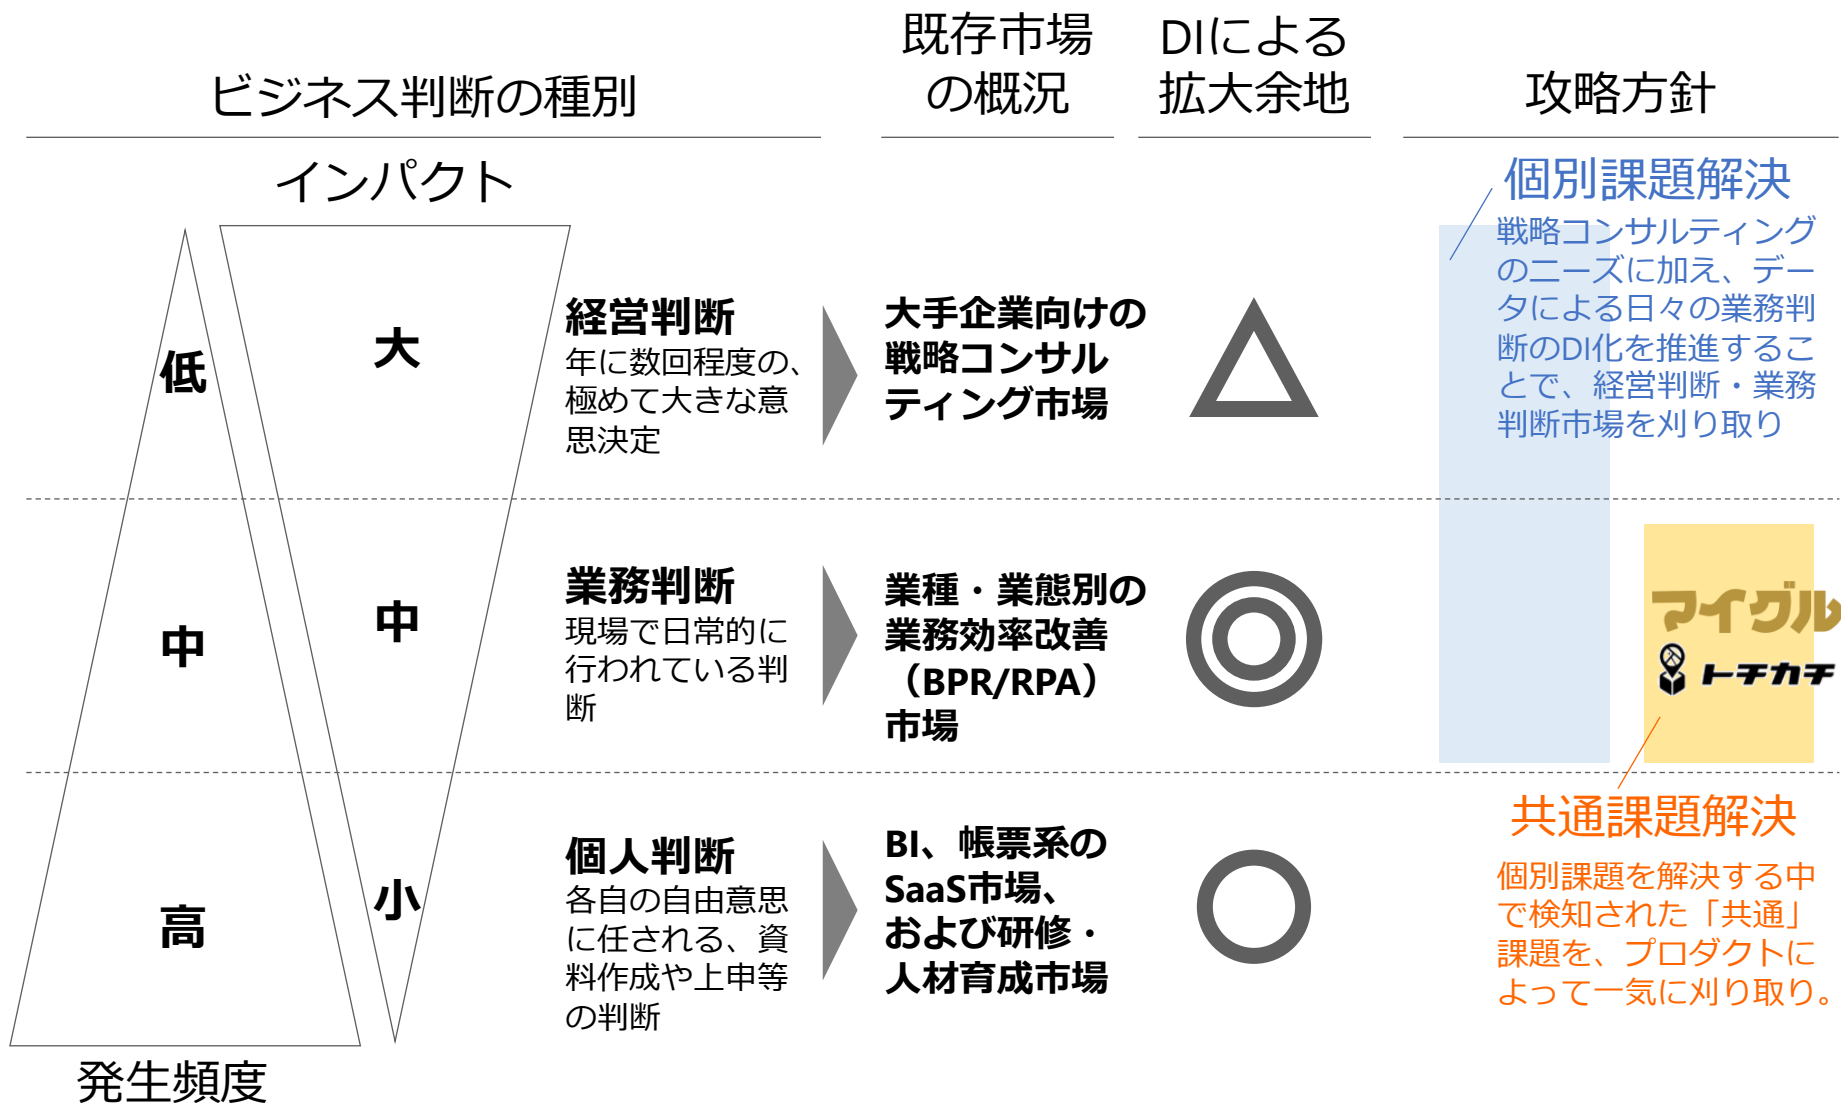 ビジネス判断の種別
既存市場
の概況
DIによる
拡大余地
攻略方針
インパクト
低
大
経営判断
年に数回程度の、
極めて大きな意
思決定
大手企業向けの
戦略コンサル
ティング市場
個別課題解決
戦略コンサルティング
のニーズに加え、デー
タによる日々の業務判
断のDI化を推進するこ
とで、経営判断・業務
判断市場を刈り取り
中
中
業務判断
現場で日常的に
行われている判
断
業種・業態別の
業務効率改善
（BPR/RPA）
市場
マイグル
トチカチ
高
小
個人判断
各自の自由意思
に任される、資
料作成や上申等
の判断
BI、帳票系の
SaaS市場、
および研修・
人材育成市場
共通課題解決
個別課題を解決する中
で検知された「共通」
課題を、プロダクトに
よって一気に刈り取り。
発生頻度